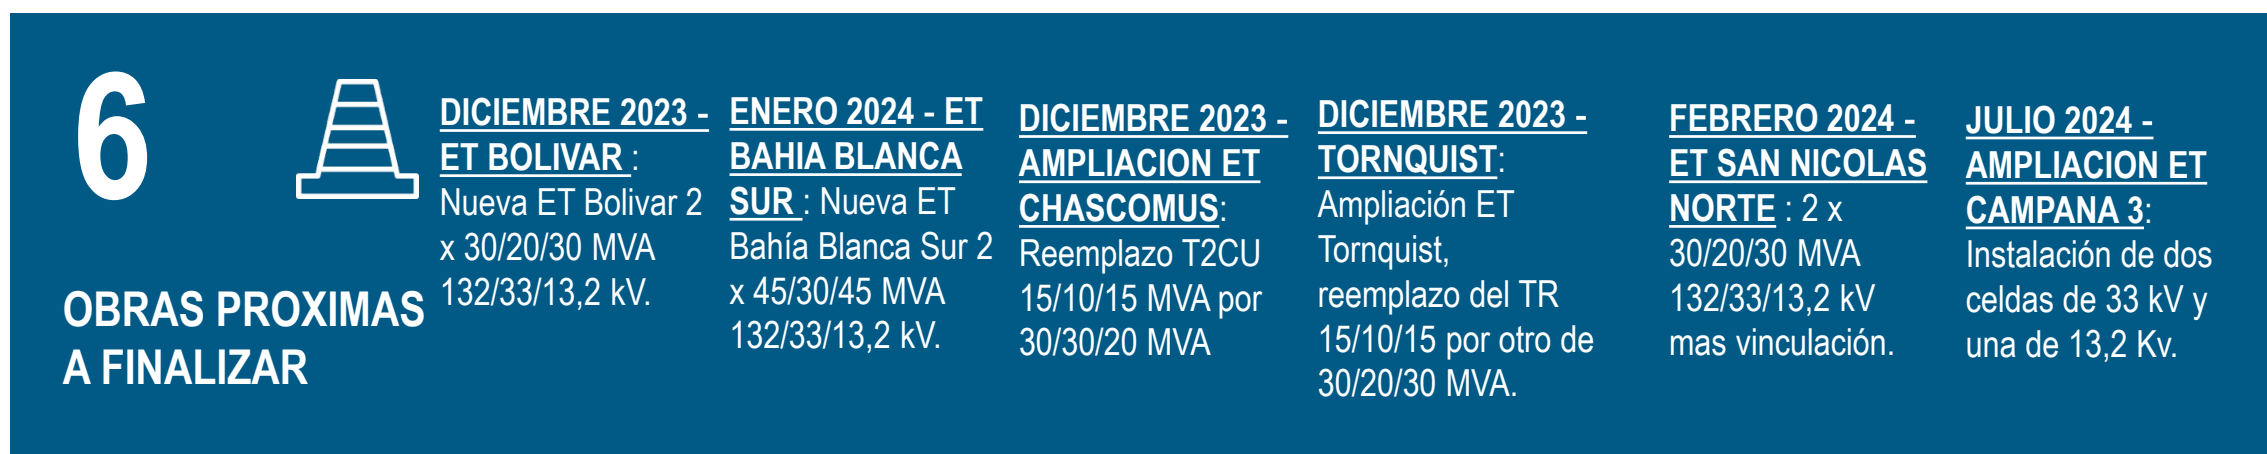 6
OBRAS PROXIMAS
A FINALIZAR
DICIEMBRE 2023 -
ET BOLIVAR :
Nueva ET Bolivar 2
x 30/20/30 MVA
132/33/13,2 kV.
ENERO 2024 - ET
BAHIA BLANCA
SUR : Nueva ET
Bahía Blanca Sur 2
x 45/30/45 MVA
132/33/13,2 kV.
DICIEMBRE 2023 -
AMPLIACION ET
CHASCOMUS:
Reemplazo T2CU
15/10/15 MVA por
30/30/20 MVA
DICIEMBRE 2023 -
TORNQUIST:
Ampliación ET
Tornquist,
reemplazo del TR
15/10/15 por otro de
30/20/30 MVA.
FEBRERO 2024 -
ET SAN NICOLAS
NORTE : 2 x
30/20/30 MVA
132/33/13,2 kV
mas vinculación.
JULIO 2024 -
AMPLIACION ET
CAMPANA 3:
Instalación de dos
celdas de 33 kV y
una de 13,2 Kv.